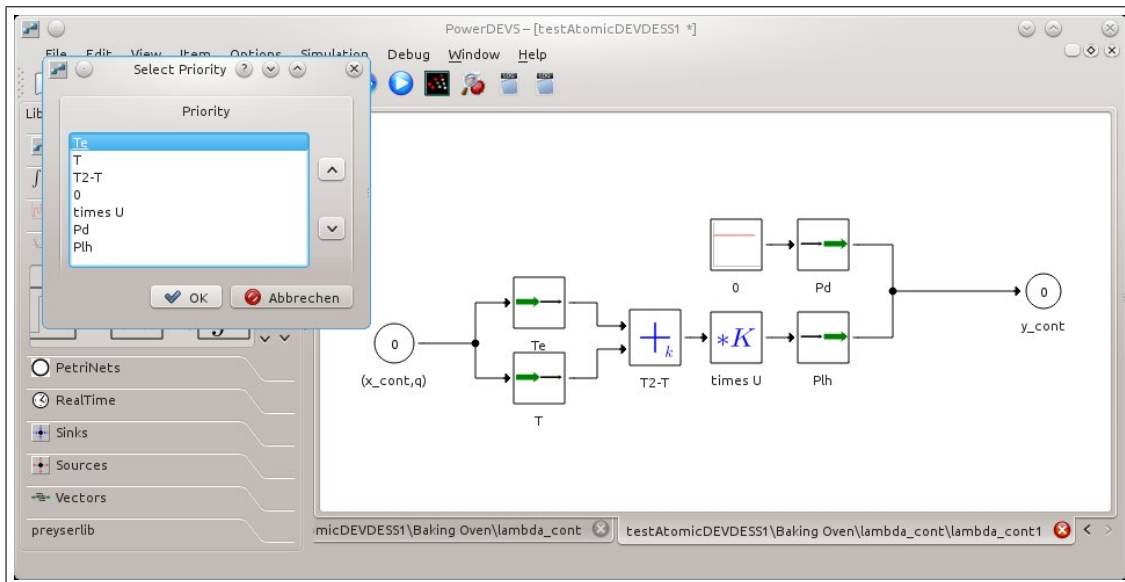 PowerDEVS – [testAtomicDEVDESS1 *]
File Edit View Item Options Simulation Debug Window Help
Select Priority ?
Priority
Te
T
T2-T
0
times U
Pd
Plh
OK
Abbrechen
PetriNets
RealTime
Sinks
Sources
Vectors
preyserlib
0
(x_cont,q)
Te
T
+k
T2-T
0
*K
times U
Pd
Plh
0
y_cont
omicDEVDESS1\Baking Oven\lambda_cont
testAtomicDEVDESS1\Baking Oven\lambda_cont\lambda_cont1